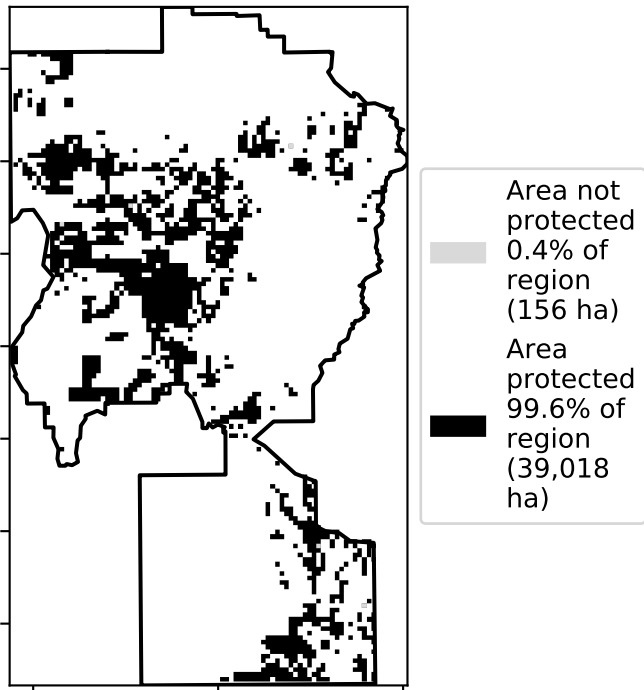 Area not
protected
0.4% of
region
(156 ha)
Area
protected
99.6% of
region
(39,018
ha)